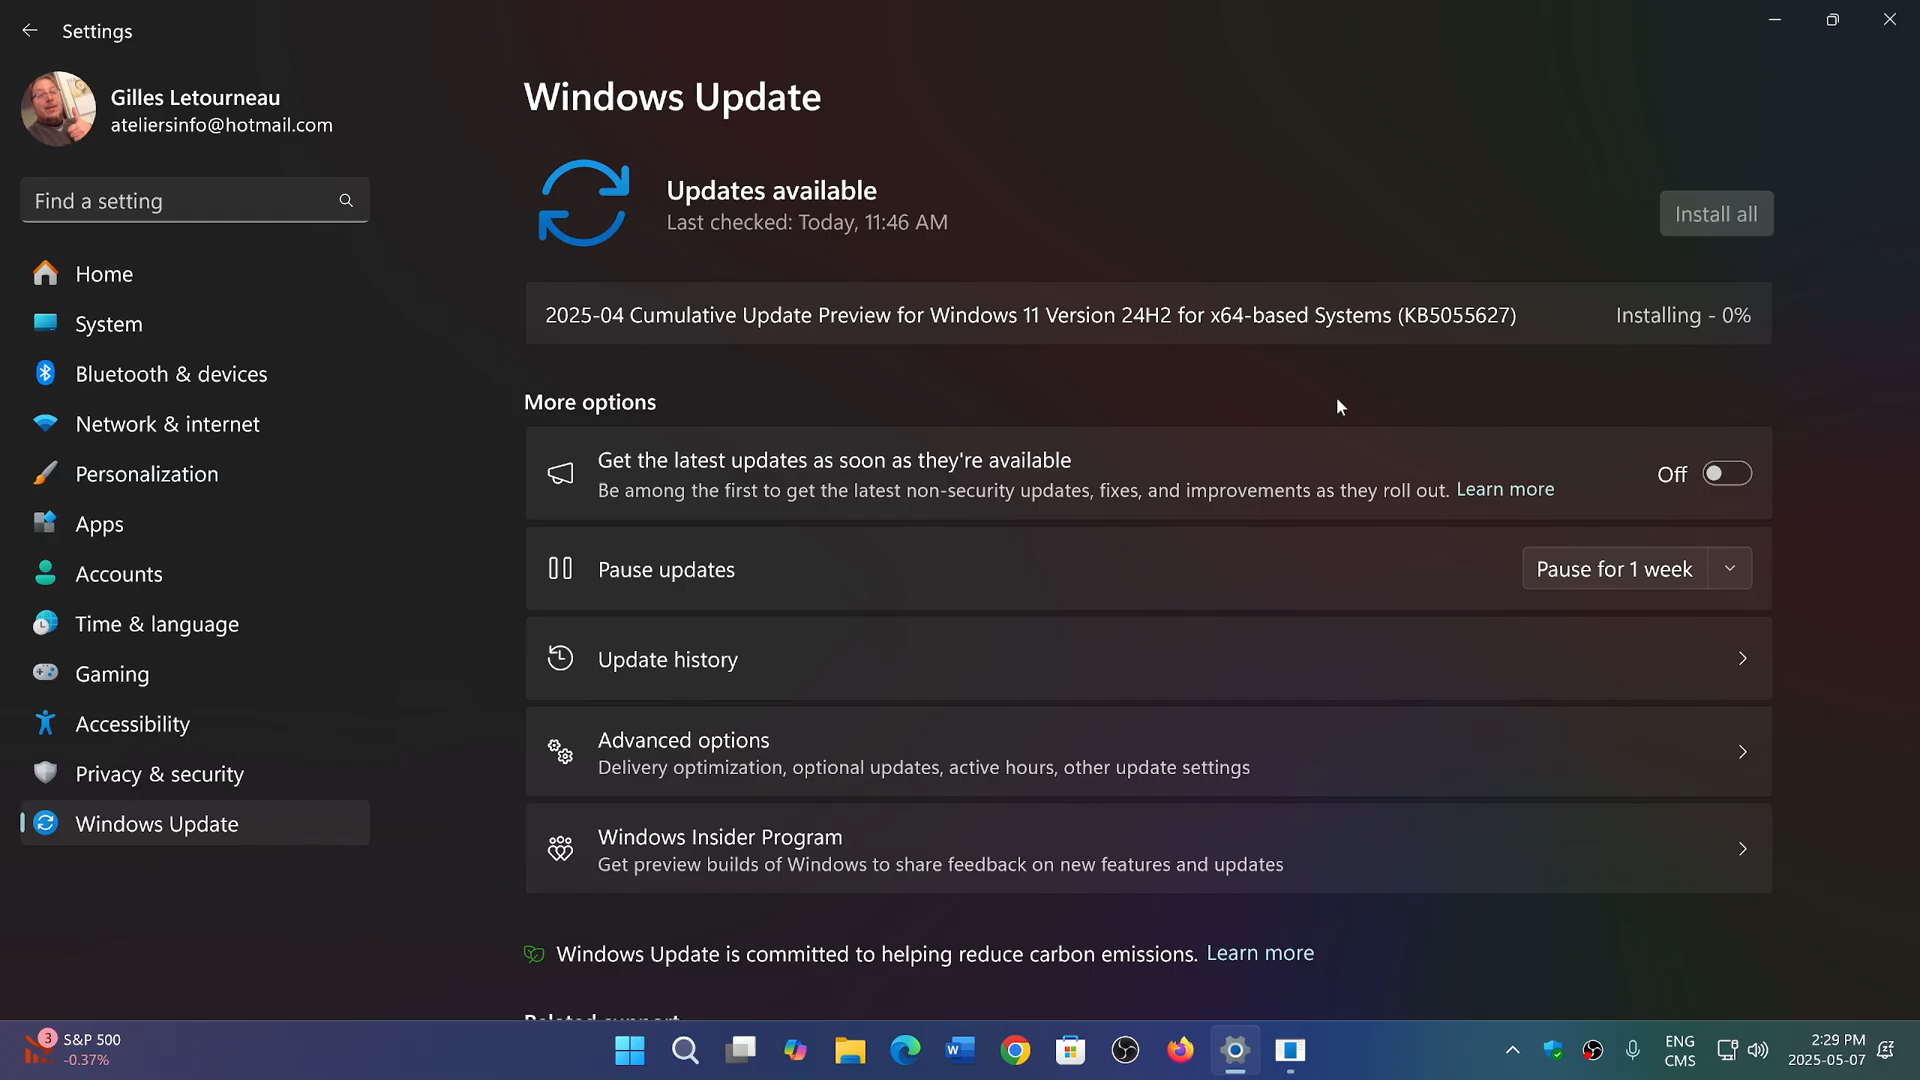 Settings
Gilles Letourneau
ateliersinfo@hotmail.com
Find a setting
Home
System
Bluetooth & devices
Network & internet
Personalization
Apps
Accounts
Time & language
Gaming
Accessibility
Privacy & security
Windows Update
Windows Update
Updates available
Last checked: Today, 11:46 AM
Install all
2025-04 Cumulative Update Preview for Windows 11 Version 24H2 for x64-based Systems (KB5055627)
Installing - 0%
More options
Get the latest updates as soon as they're available
Be among the first to get the latest non-security updates, fixes, and improvements as they roll out. Learn more
Off
Pause updates
Pause for 1 week
Update history
Advanced options
Delivery optimization, optional updates, active hours, other update settings
Windows Insider Program
Get preview builds of Windows to share feedback on new features and updates
Windows Update is committed to helping reduce carbon emissions. Learn more
Related support
3
S&P 500
-0.37%
W
ENG
CMS
2:29 PM
2025-05-07